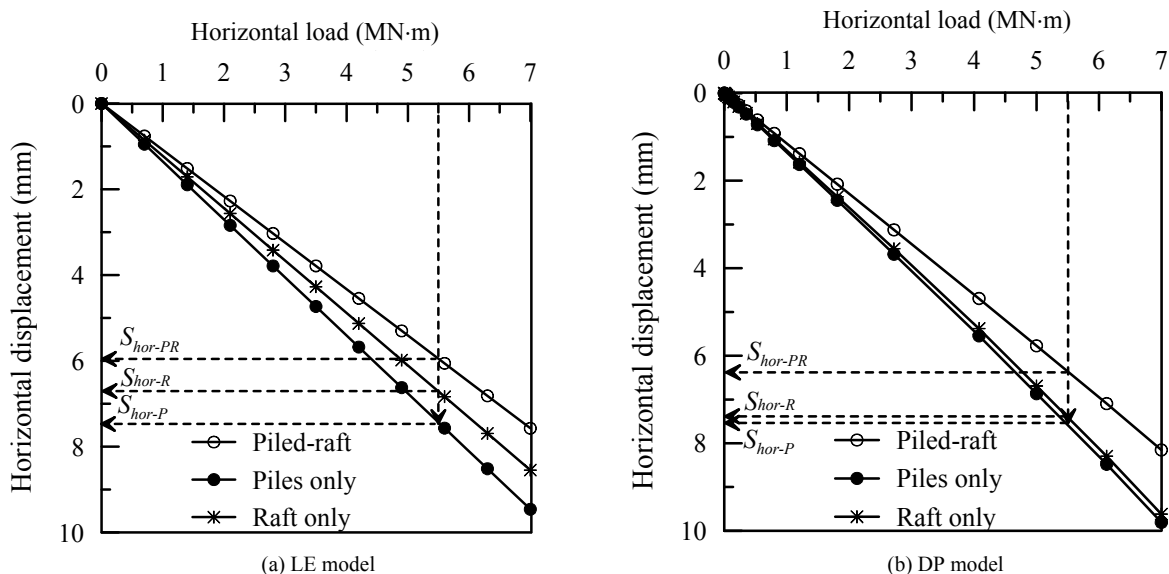 Horizontal load (MN·m)
0 1 2 3 4 5 6 7
Horizontal displacement (mm)
0
2
4
6
8
10
S_hor-PR
S_hor-R
S_hor-P
Piled-raft
Piles only
Raft only
(a) LE model
Horizontal load (MN·m)
0 1 2 3 4 5 6 7
Horizontal displacement (mm)
0
2
4
6
8
10
S_hor-PR
S_hor-R
S_hor-P
Piled-raft
Piles only
Raft only
(b) DP model